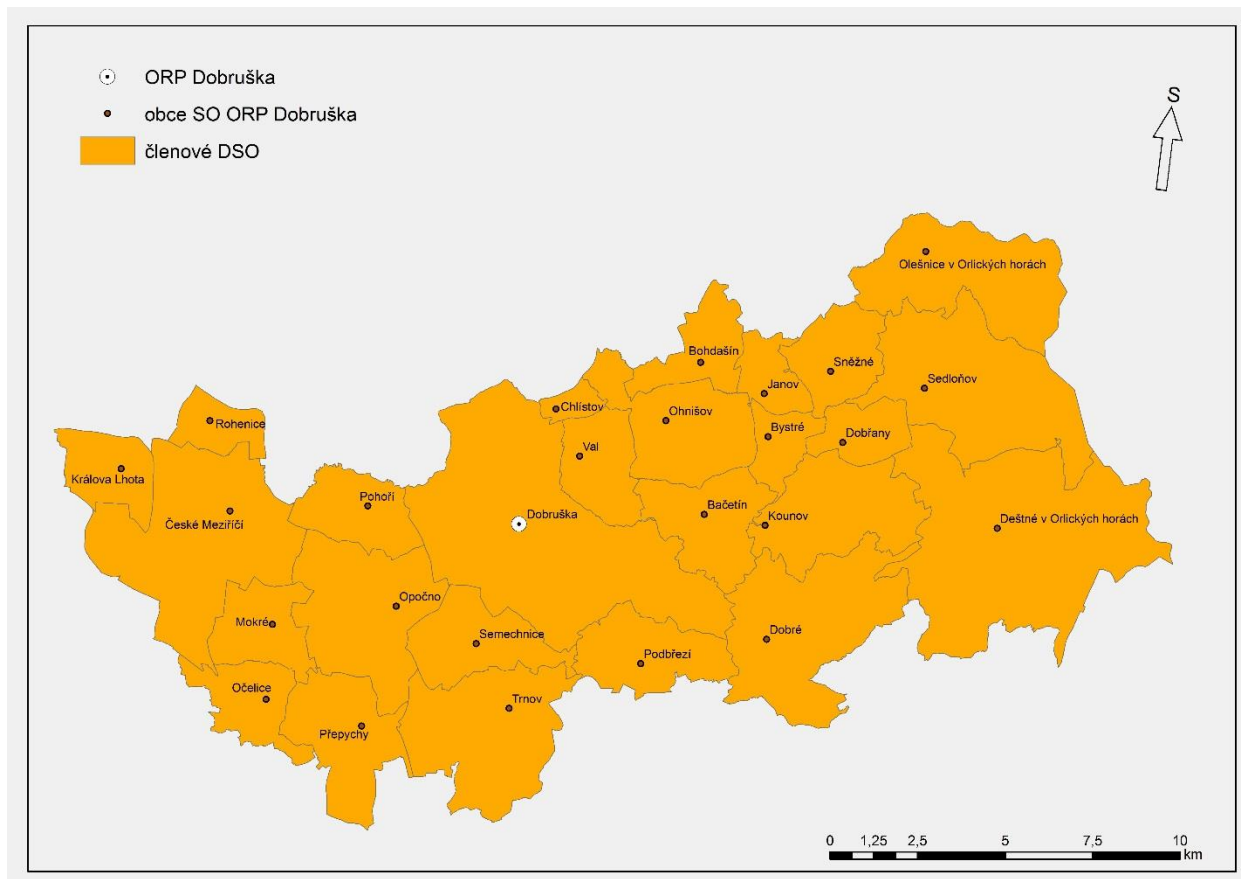 ORP Dobruška
obce SO ORP Dobruška
členové DSO
S
Olešnice v Orlických horách
Bohdašín
Sněžné
Sedloňov
Janov
Chlístov
Ohnišov
Rohenice
Bystré
Dobřany
Val
Králova Lhota
Pohoří
České Meziříčí
Dobruška
Bačetín
Kounov
Deštné v Orlických horách
Opočno
Mokré
Semechnice
Dobré
Podbřezí
Očelice
Trnov
Přepychy
0 1,25 2,5 5 7,5 10
km